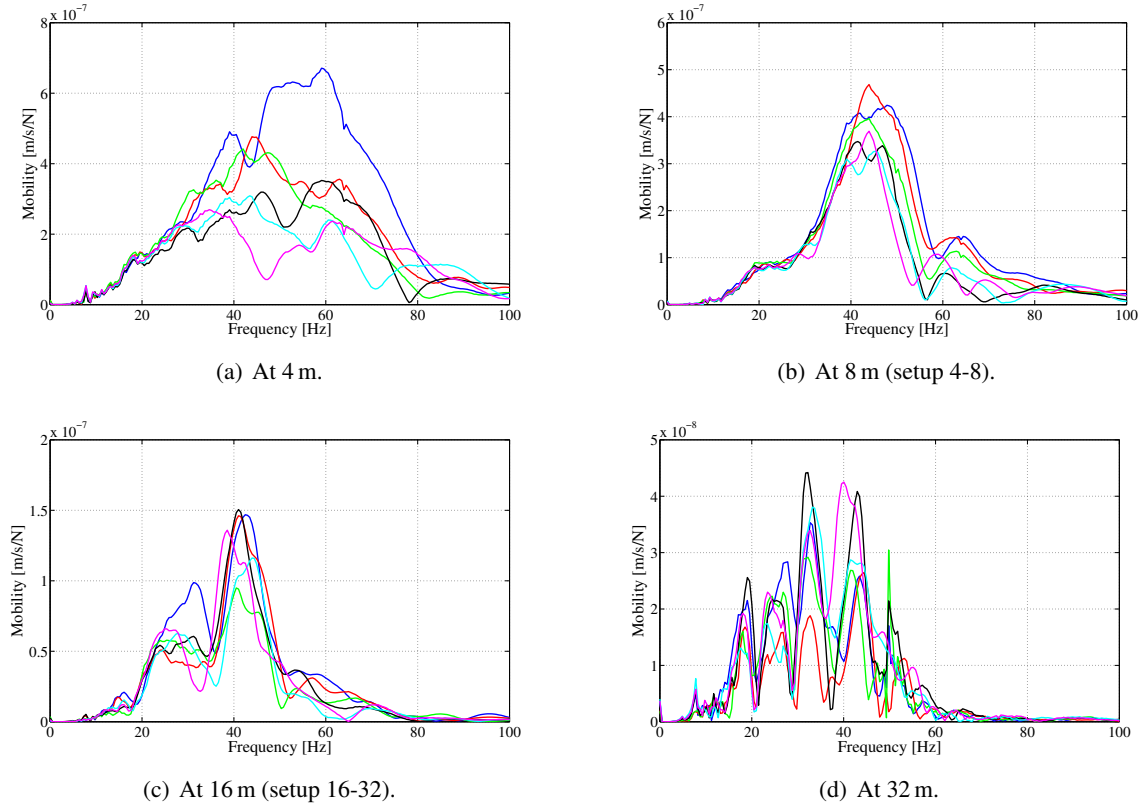 x 10⁻⁷
8
6
4
2
0
Mobility [m/s/N]
0 20 40 60 80 100
Frequency [Hz]
(a) At 4 m.
x 10⁻⁷
6
5
4
3
2
1
0
Mobility [m/s/N]
0 20 40 60 80 100
Frequency [Hz]
(b) At 8 m (setup 4-8).
x 10⁻⁷
2
1.5
1
0.5
0
Mobility [m/s/N]
0 20 40 60 80 100
Frequency [Hz]
(c) At 16 m (setup 16-32).
x 10⁻⁸
5
4
3
2
1
0
Mobility [m/s/N]
0 20 40 60 80 100
Frequency [Hz]
(d) At 32 m.